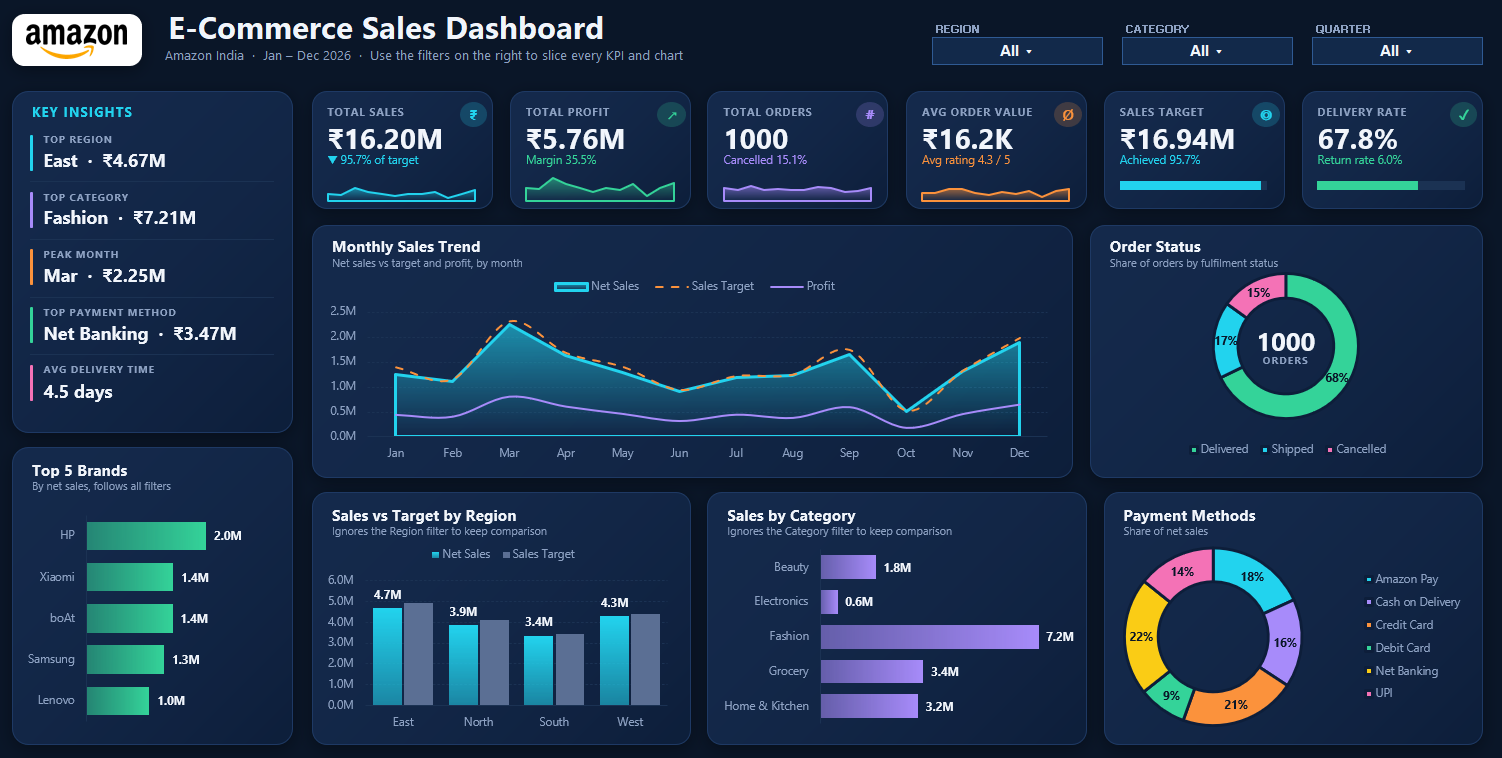 amazon
E-Commerce Sales Dashboard
Amazon India · Jan – Dec 2026 · Use the filters on the right to slice every KPI and chart
REGION
All
CATEGORY
All
QUARTER
All
KEY INSIGHTS
TOP REGION
East · ₹4.67M
TOP CATEGORY
Fashion · ₹7.21M
PEAK MONTH
Mar · ₹2.25M
TOP PAYMENT METHOD
Net Banking · ₹3.47M
AVG DELIVERY TIME
4.5 days
TOTAL SALES
₹
₹16.20M
▼ 95.7% of target
TOTAL PROFIT
↗
₹5.76M
Margin 35.5%
TOTAL ORDERS
#
1000
Cancelled 15.1%
AVG ORDER VALUE
Ø
₹16.2K
Avg rating 4.3 / 5
SALES TARGET
₹16.94M
Achieved 95.7%
DELIVERY RATE
✓
67.8%
Return rate 6.0%
Monthly Sales Trend
Net sales vs target and profit, by month
Net Sales Sales Target Profit
2.5M
2.0M
1.5M
1.0M
0.5M
0.0M
Jan Feb Mar Apr May Jun Jul Aug Sep Oct Nov Dec
Order Status
Share of orders by fulfilment status
15%
17%
68%
1000
ORDERS
Delivered Shipped Cancelled
Top 5 Brands
By net sales, follows all filters
HP 2.0M
Xiaomi 1.4M
boAt 1.4M
Samsung 1.3M
Lenovo 1.0M
Sales vs Target by Region
Ignores the Region filter to keep comparison
Net Sales Sales Target
6.0M
5.0M
4.0M
3.0M
2.0M
1.0M
0.0M
4.7M
3.9M
3.4M
4.3M
East North South West
Sales by Category
Ignores the Category filter to keep comparison
Beauty 1.8M
Electronics 0.6M
Fashion 7.2M
Grocery 3.4M
Home & Kitchen 3.2M
Payment Methods
Share of net sales
14%
18%
22%
16%
9%
21%
Amazon Pay
Cash on Delivery
Credit Card
Debit Card
Net Banking
UPI